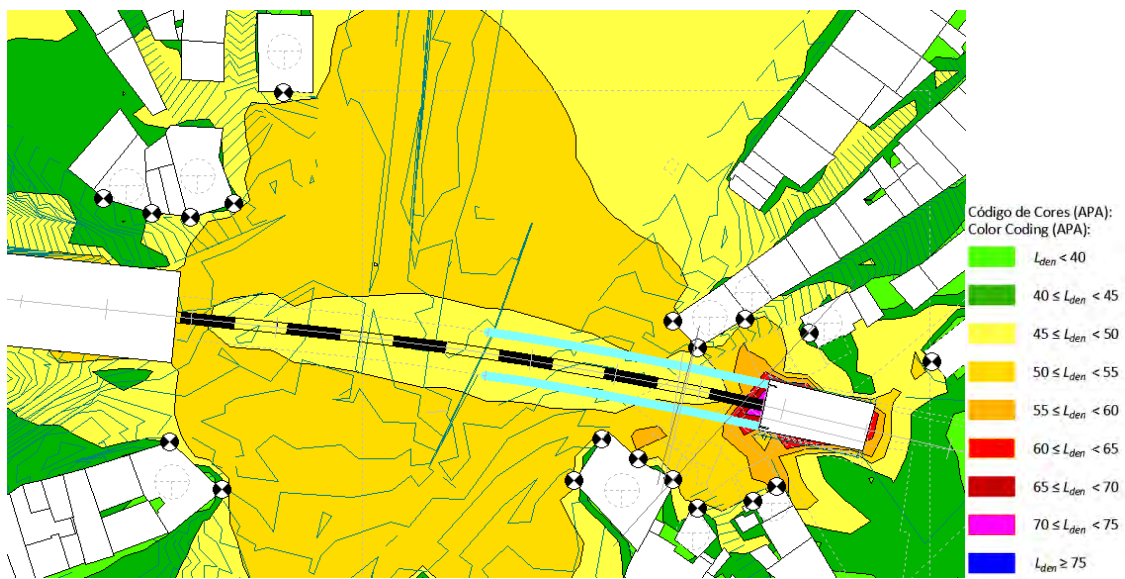 Código de Cores (APA):
Color Coding (APA):
Lden < 40
40 ≤ Lden < 45
45 ≤ Lden < 50
50 ≤ Lden < 55
55 ≤ Lden < 60
60 ≤ Lden < 65
65 ≤ Lden < 70
70 ≤ Lden < 75
Lden ≥ 75